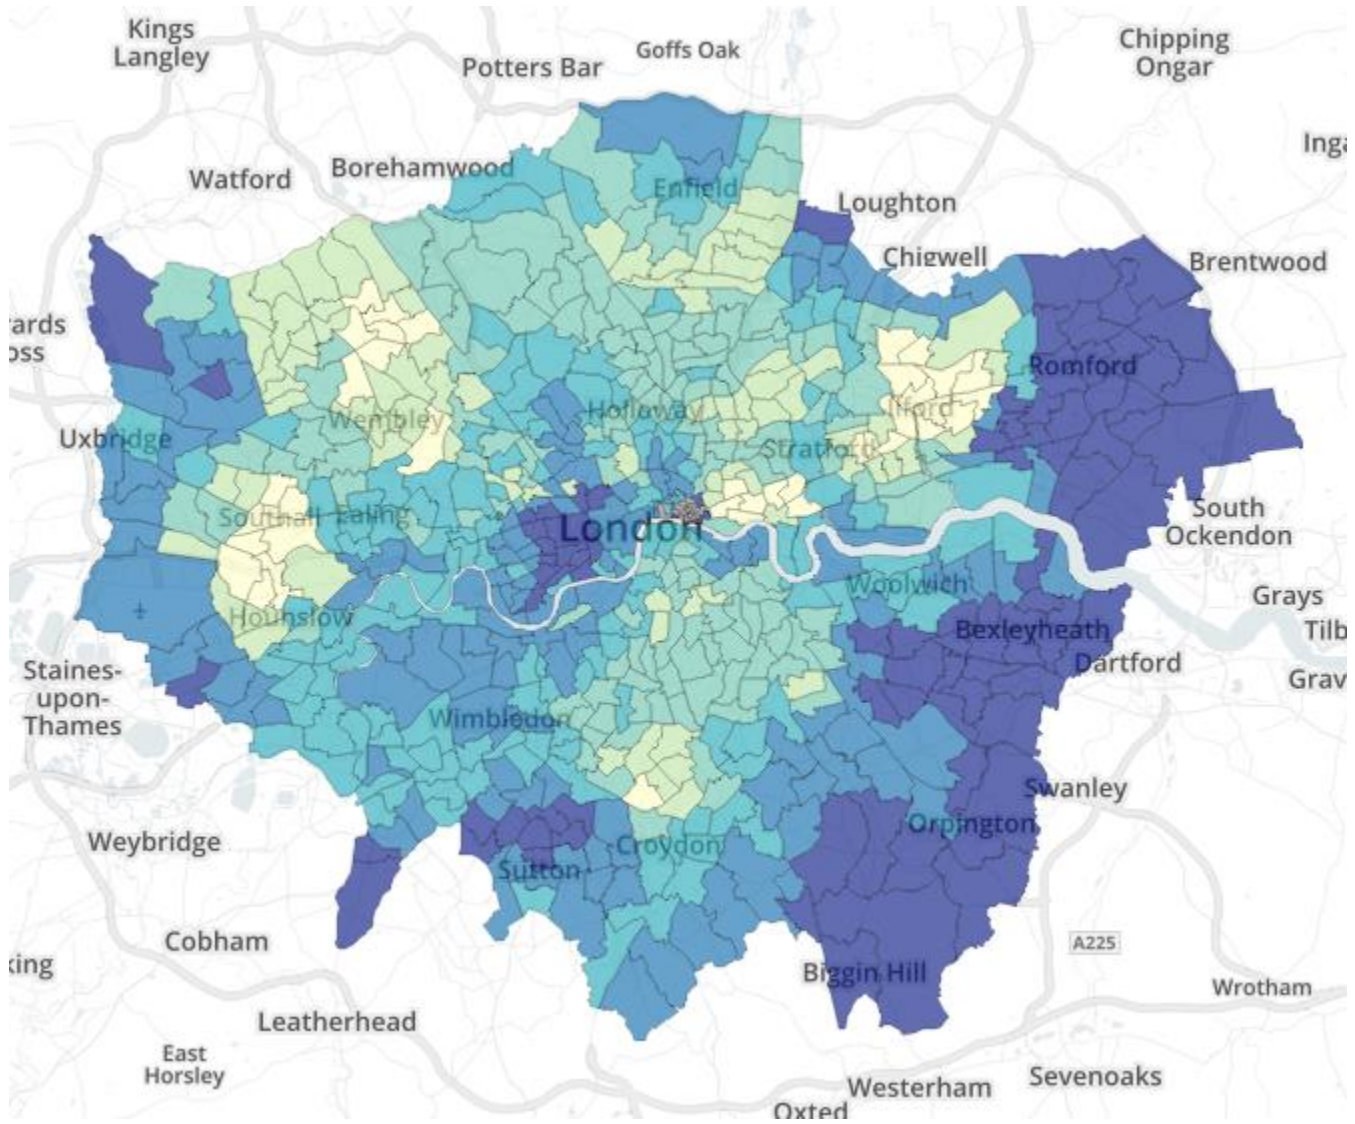 Kings
Langley
Goffs Oak
Chipping
Ongar
Potters Bar
Inga
Borehamwood
Watford
Enfield
Loughton
Chigwell
Brentwood
ards
oss
Romford
Wembley
Holloway
Ilford
Uxbridge
Stratford
Southall
Ealing
London
South
Ockendon
Woolwich
Grays
Hounslow
Bexleyheath
Tilb
Dartford
Staines-
upon-
Thames
Grav
Wimbledon
Swanley
Orpington
Weybridge
Croydon
Sutton
Cobham
A225
king
Biggin Hill
Wrotham
Leatherhead
East
Horsley
Westerham
Sevenoaks
Oxted